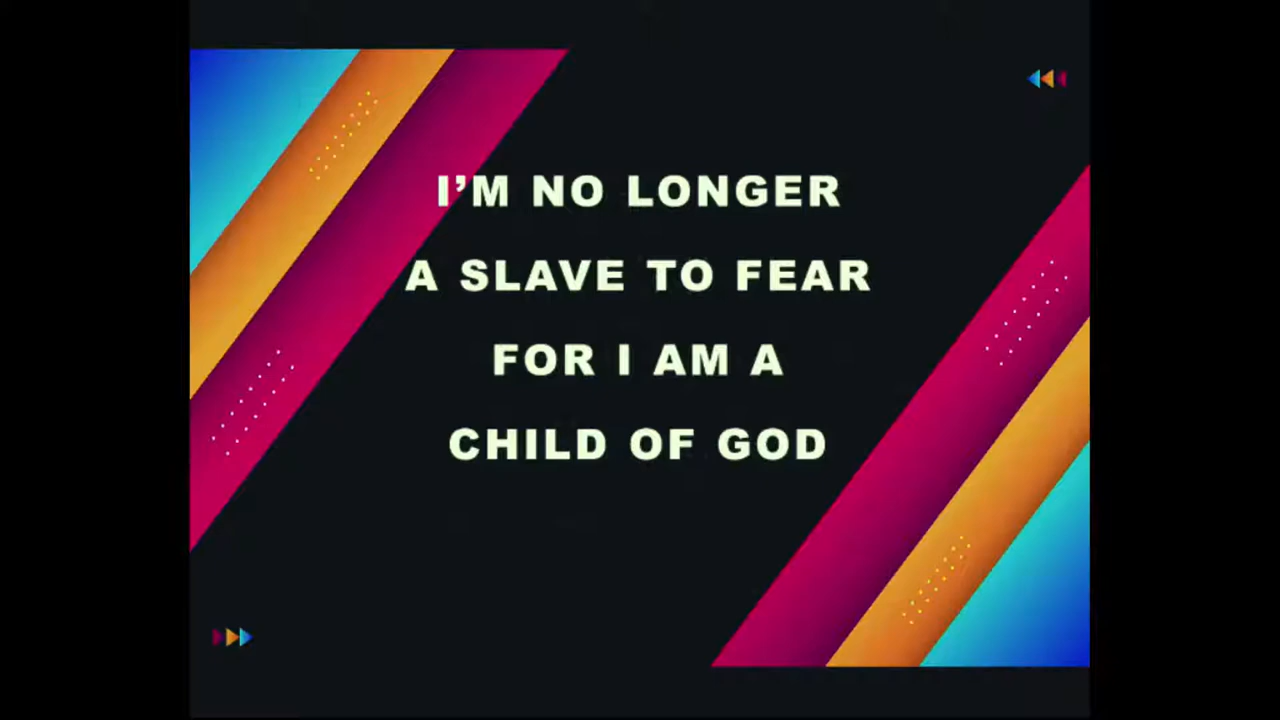 I’M NO LONGER
A SLAVE TO FEAR
FOR I AM A
CHILD OF GOD